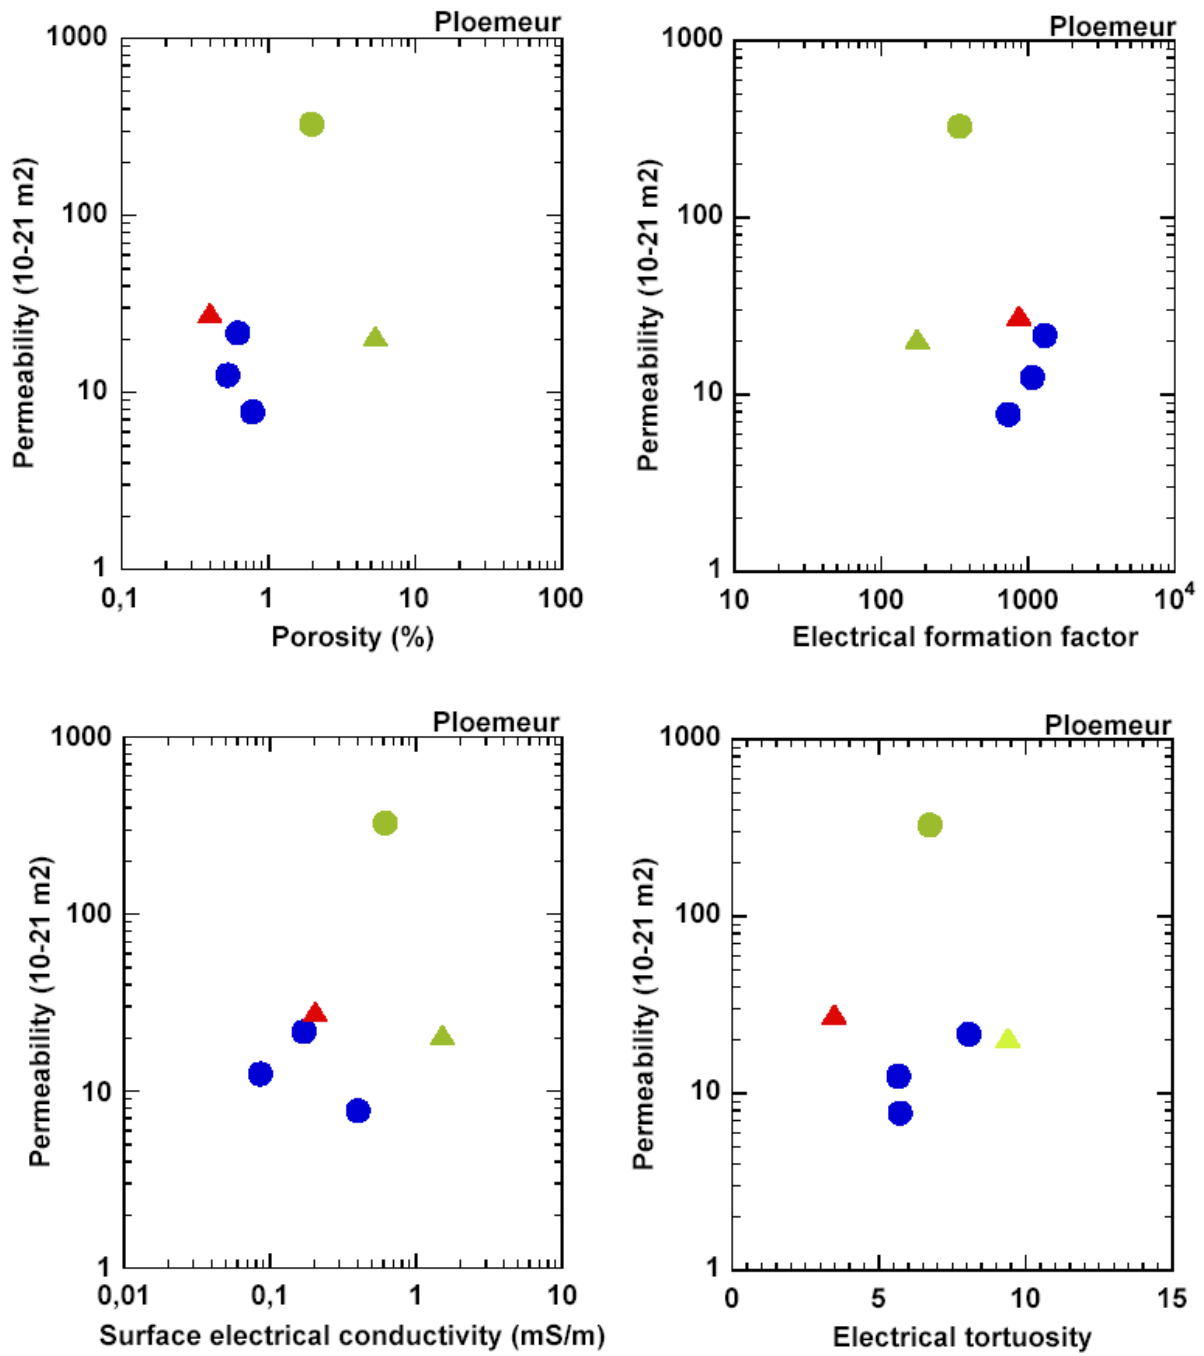 Ploemeur
1000
100
10
1
Permeability (10-21 m2)
0,1 1 10 100
Porosity (%)
Ploemeur
1000
100
10
1
Permeability (10-21 m2)
10 100 1000 10⁴
Electrical formation factor
Ploemeur
1000
100
10
1
Permeability (10-21 m2)
0,01 0,1 1 10
Surface electrical conductivity (mS/m)
Ploemeur
1000
100
10
1
Permeability (10-21 m2)
0 5 10 15
Electrical tortuosity